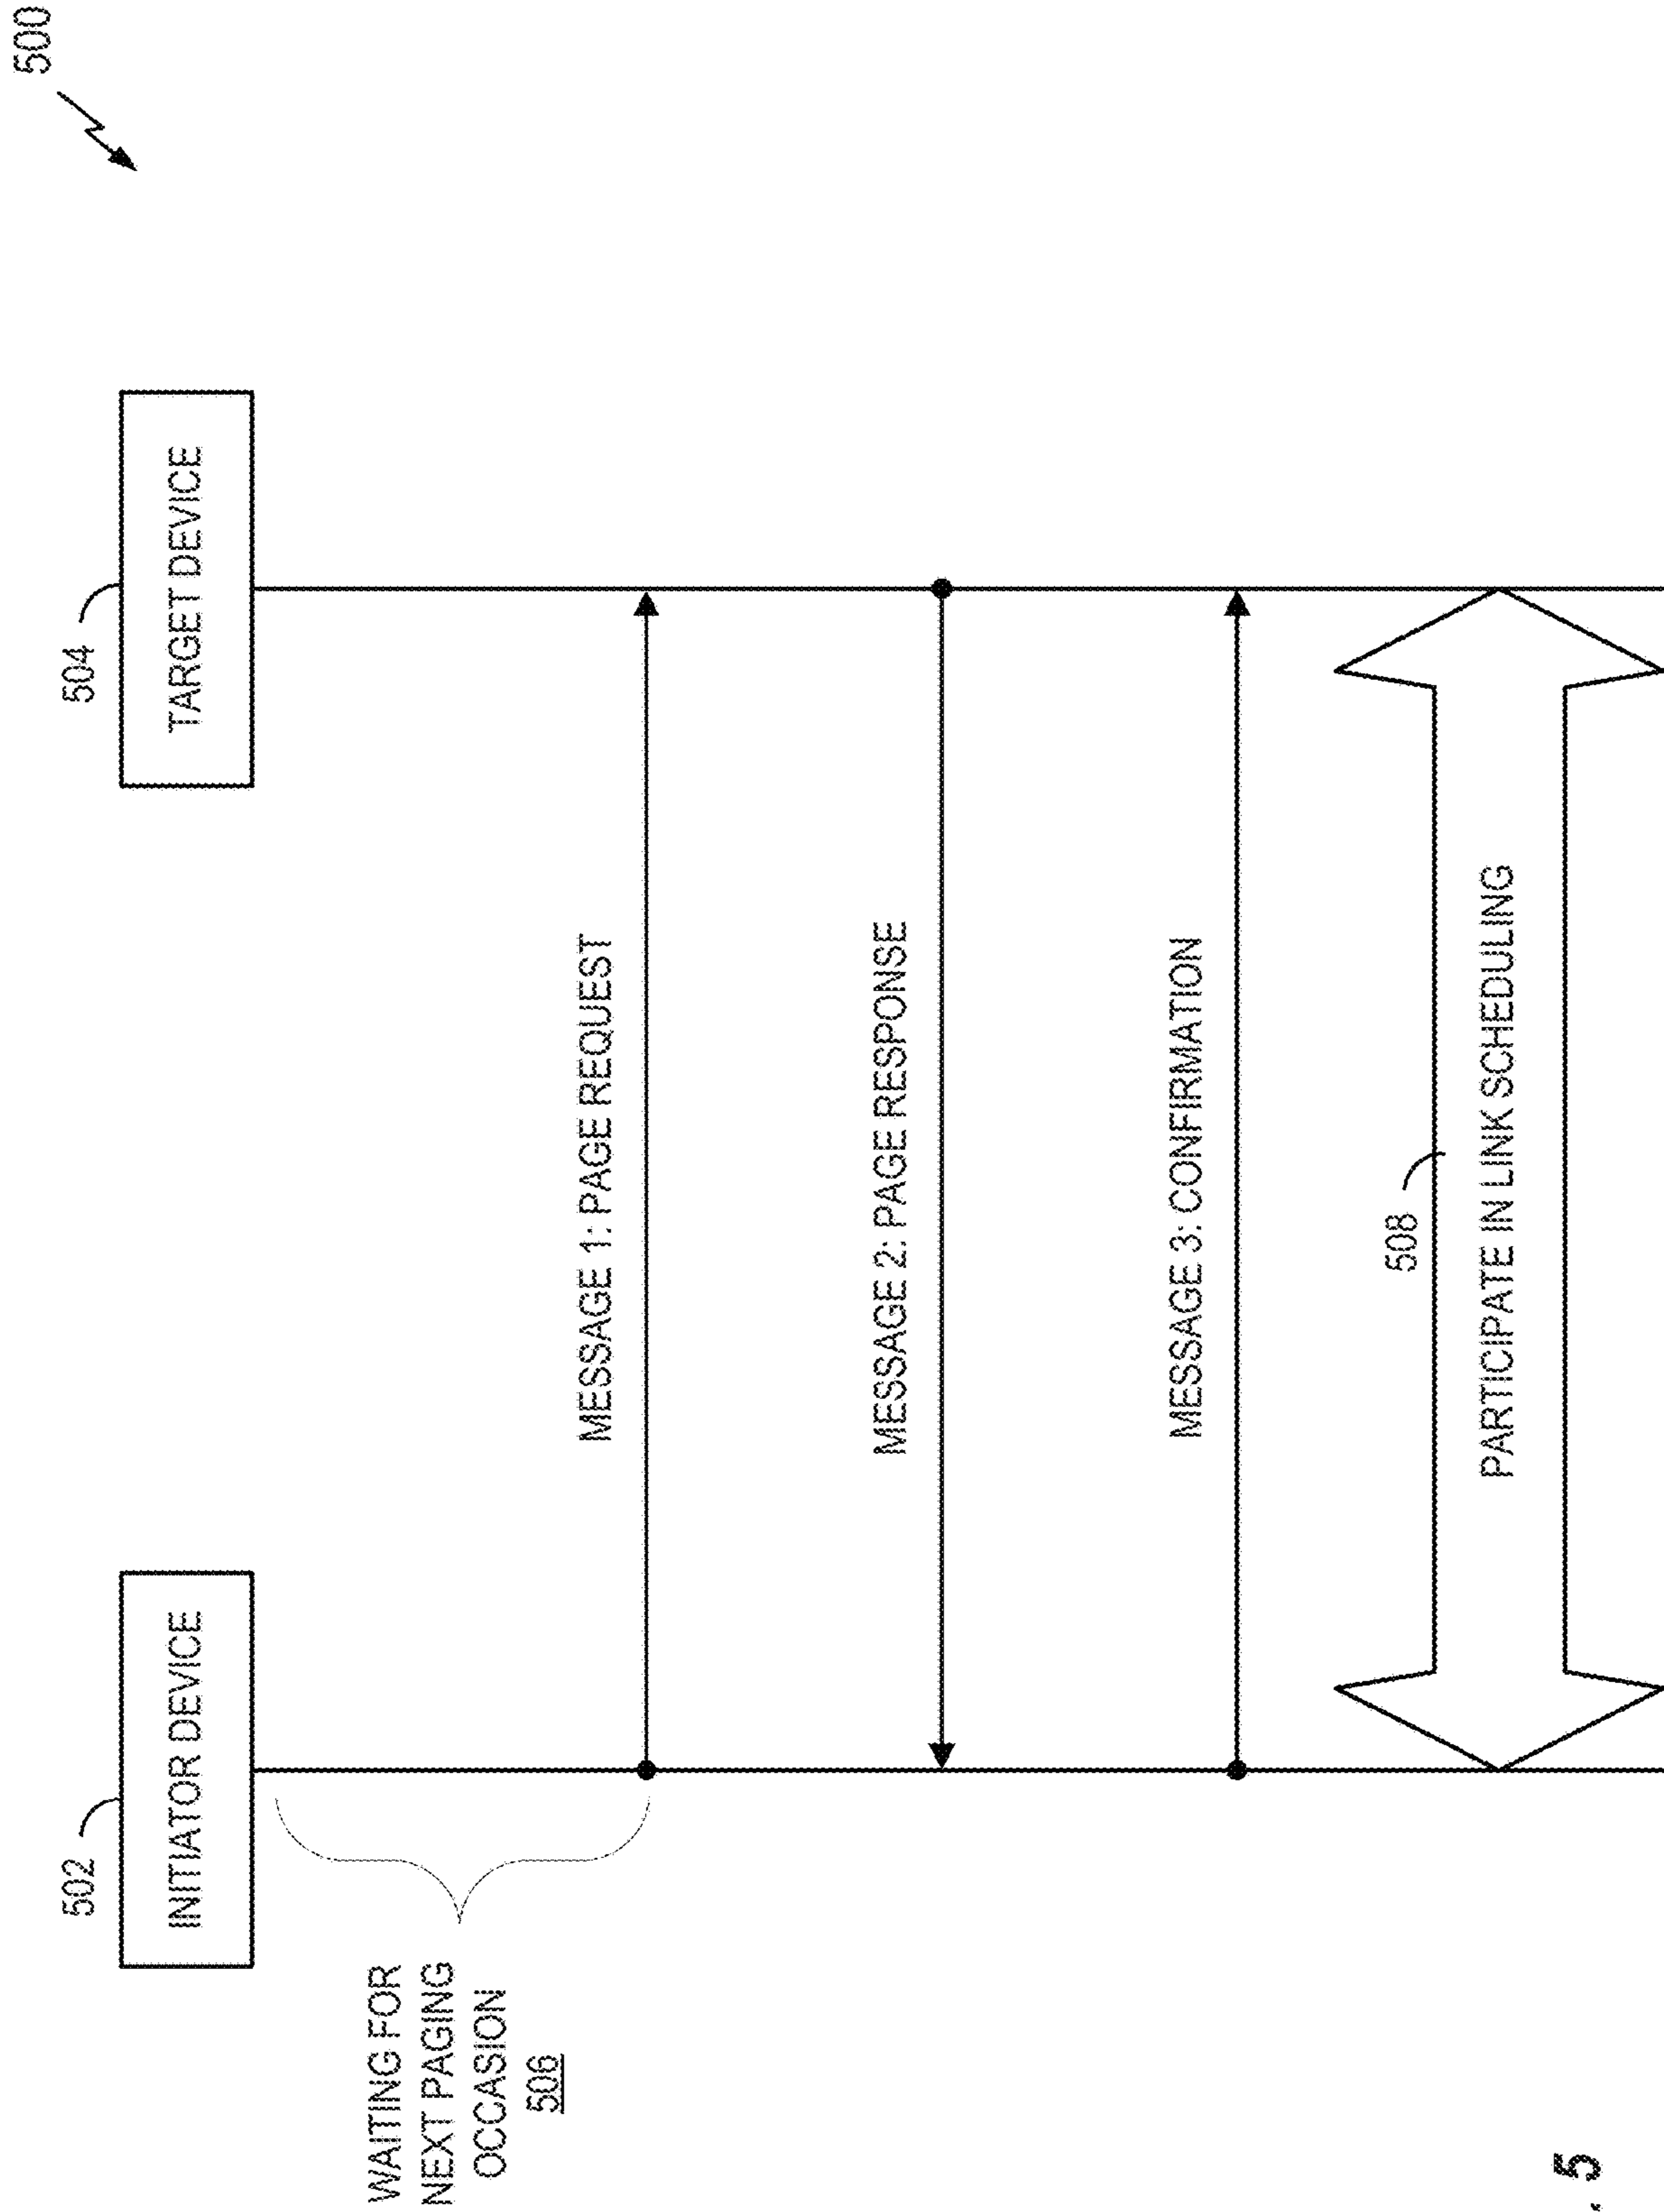 500
502
504
INITIATOR DEVICE
TARGET DEVICE
WAITING FOR
NEXT PAGING
OCCASION
506
MESSAGE 1: PAGE REQUEST
MESSAGE 2: PAGE RESPONSE
MESSAGE 3: CONFIRMATION
508
PARTICIPATE IN LINK SCHEDULING
. 5